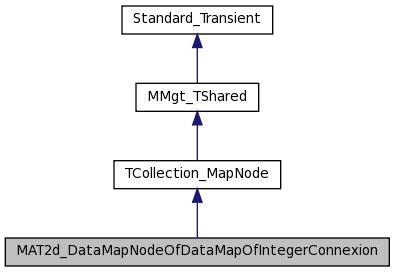 Standard_Transient
MMgt_TShared
TCollection_MapNode
MAT2d_DataMapNodeOfDataMapOfIntegerConnexion